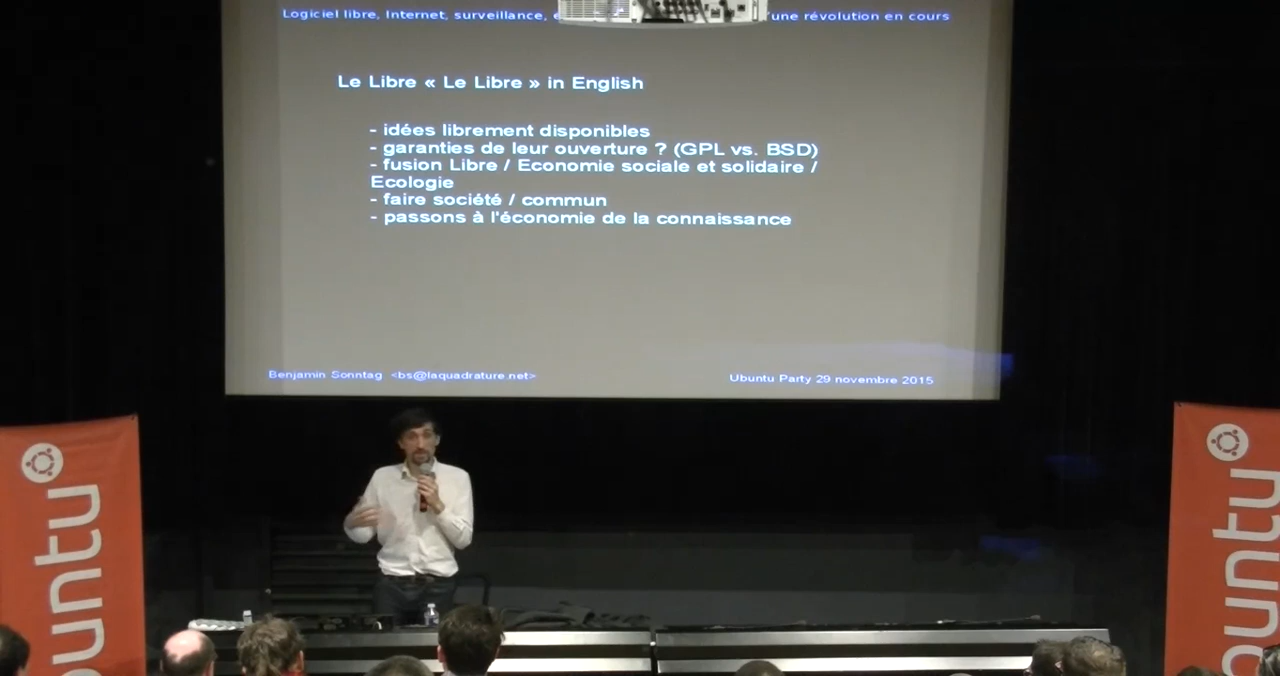 Logiciel libre, Internet, surveillance, une révolution en cours
Le Libre « Le Libre » in English
- idées librement disponibles
- garanties de leur ouverture ? (GPL vs. BSD)
- fusion Libre / Economie sociale et solidaire /
Ecologie
- faire société / commun
- passons à l'économie de la connaissance
Benjamin Sonntag <bs@laquadrature.net>
Ubuntu Party 29 novembre 2015
ubuntu
ubuntu